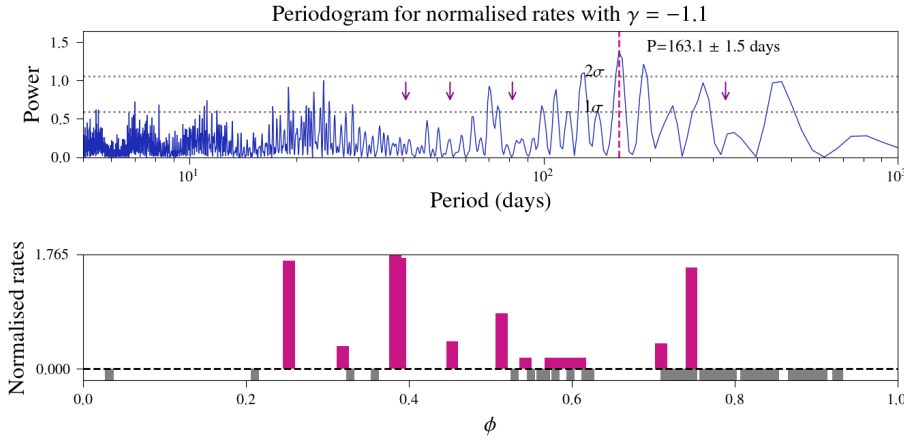 Periodogram for normalised rates with γ = −1.1
1.5
1.0
0.5
0.0
Power
P=163.1 ± 1.5 days
2σ
1σ
10¹
10²
10³
Period (days)
1.765
0.000
Normalised rates
0.0
0.2
0.4
0.6
0.8
1.0
ϕ